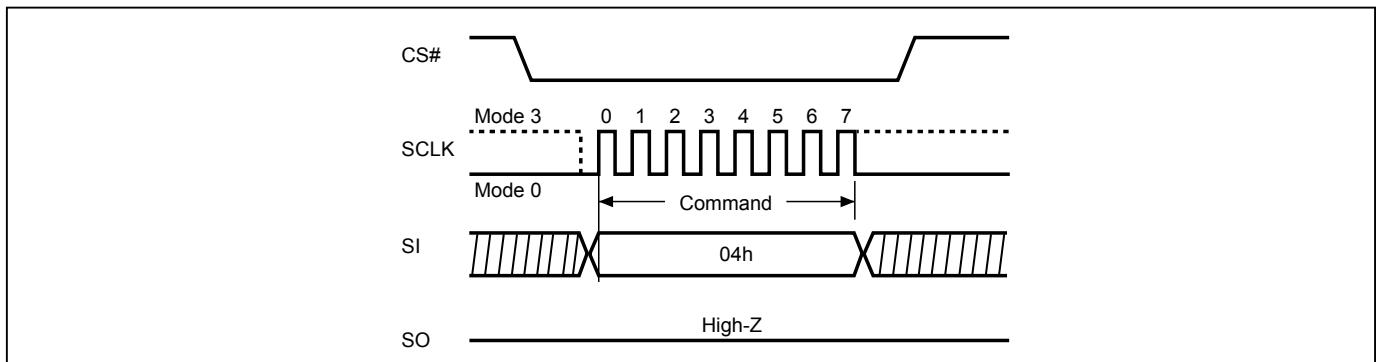 CS#
Mode 3
0 1 2 3 4 5 6 7
SCLK
Mode 0
Command
SI
04h
High-Z
SO